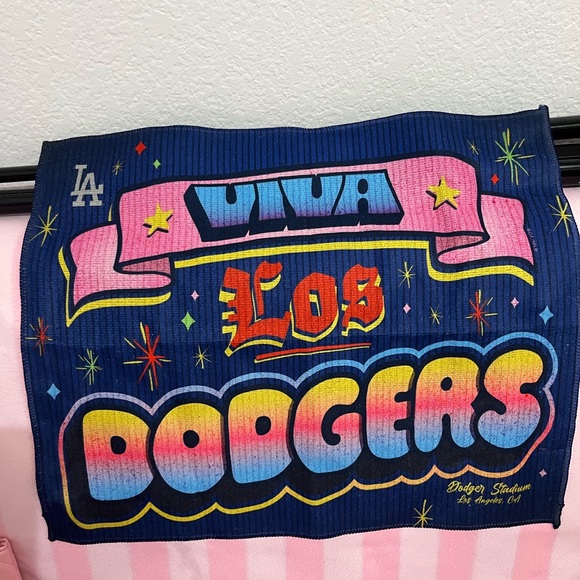 LA
VIVA
Los
DODGERS
Dodger Stadium
Los Angeles, CA